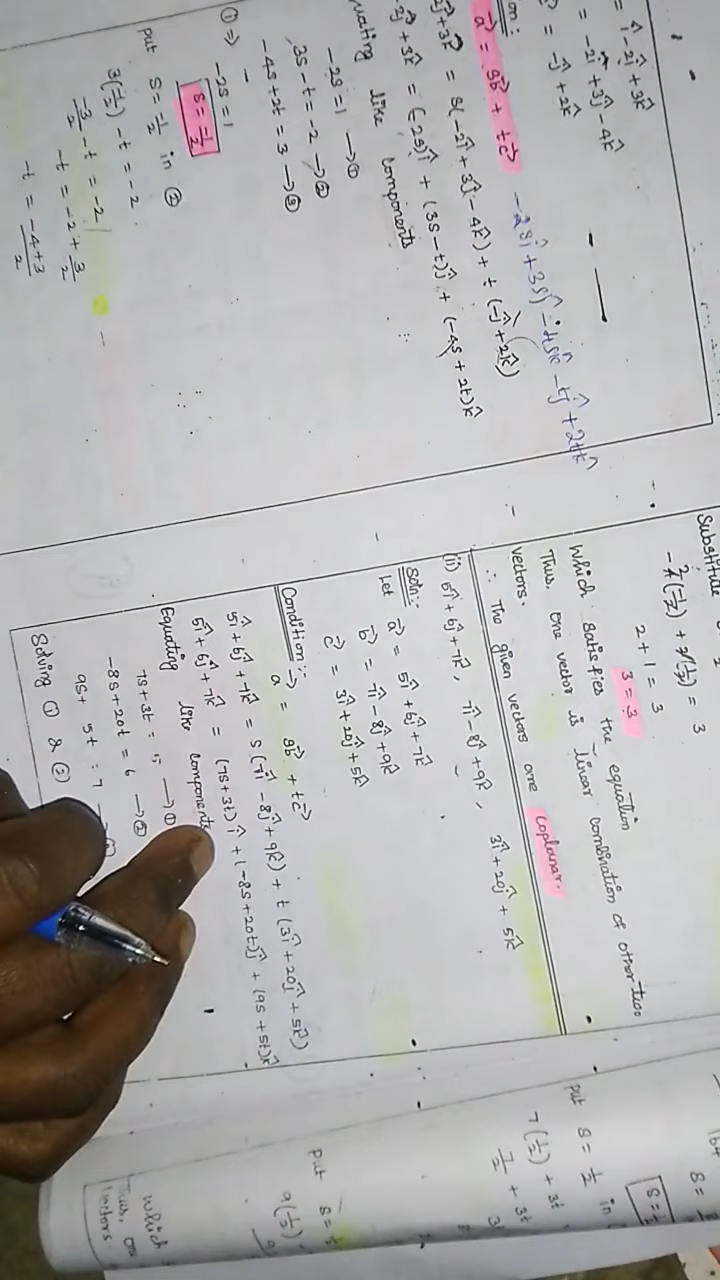 = î - 2ĵ + 3k̂
= -2î + 3ĵ - 4k̂
= -ĵ + 2k̂
on:
a⃗ = sb⃗ + tc⃗
-2sî + 3sĵ - 4sk̂ - tĵ + 2tk̂
2ĵ + 3k̂ = s(-2î + 3ĵ - 4k̂) + t(-ĵ + 2k̂)
-2ĵ + 3k̂ = (-2s)î + (3s - t)ĵ + (-4s + 2t)k̂
like components
-2s = 1 → ①
3s - t = -2 → ②
-4s + 2t = 3 → ③
① ⇒ -2s = 1
s = -1/2
put s = -1/2 in ②
3(-1/2) - t = -2
-3/2 - t = -2
-t = -2 + 3/2
-t = -4+3/2
Substitute
2 + 1 = 3
3 = 3
Which satisfies the equation
Thus, one vector is linear combination of other two
vectors.
∴ The given vectors are coplanar.
(ii) 5î + 6ĵ + 7k̂, 7î - 8ĵ + 9k̂, 3î + 20ĵ + 5k̂
Soln:
Let a⃗ = 5î + 6ĵ + 7k̂
b⃗ = 7î - 8ĵ + 9k̂
c⃗ = 3î + 20ĵ + 5k̂
Condition:
a⃗ = sb⃗ + tc⃗
5î + 6ĵ + 7k̂ = s(7î - 8ĵ + 9k̂) + t(3î + 20ĵ + 5k̂)
5î + 6ĵ + 7k̂ = (7s+3t)î + (-8s+20t)ĵ + (9s+5t)k̂
Equating like components
7s + 3t = 5 → ①
-8s + 20t = 6 → ②
9s + 5t = 7
Solving ① &
s =
put s = 1/2 in
7(1/2) + 3t
7/2 + 3t
put s =
9(1/2)
Which
Thus, on
vectors.